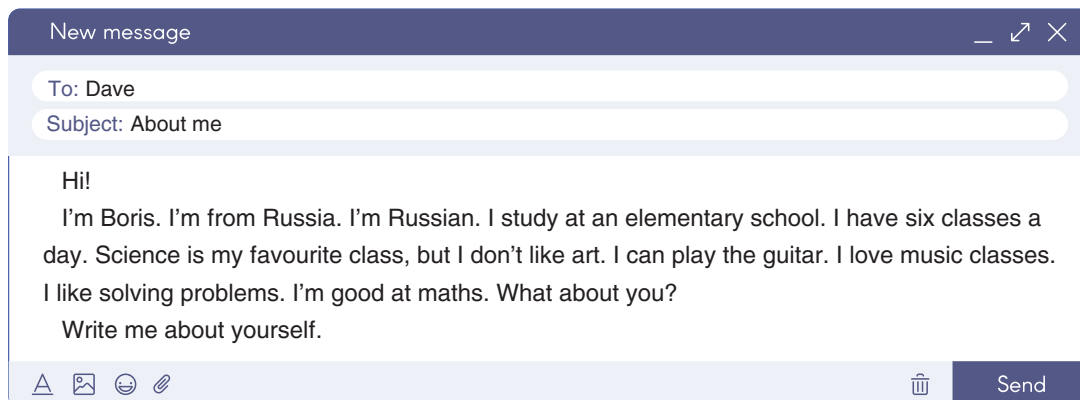 New message
To: Dave
Subject: About me
Hi!
I'm Boris. I'm from Russia. I'm Russian. I study at an elementary school. I have six classes a
day. Science is my favourite class, but I don't like art. I can play the guitar. I love music classes.
I like solving problems. I'm good at maths. What about you?
Write me about yourself.
A
Send